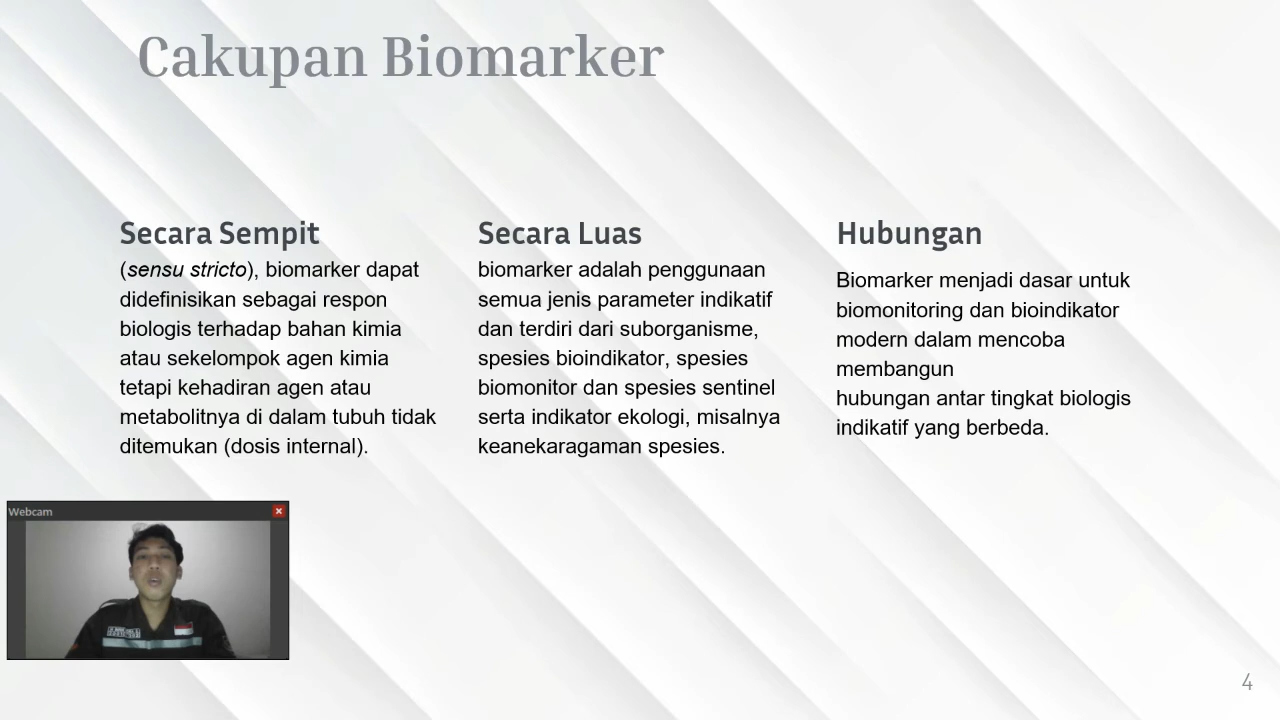 Cakupan Biomarker
Secara Sempit
(sensu stricto), biomarker dapat
didefinisikan sebagai respon
biologis terhadap bahan kimia
atau sekelompok agen kimia
tetapi kehadiran agen atau
metabolitnya di dalam tubuh tidak
ditemukan (dosis internal).
Secara Luas
biomarker adalah penggunaan
semua jenis parameter indikatif
dan terdiri dari suborganisme,
spesies bioindikator, spesies
biomonitor dan spesies sentinel
serta indikator ekologi, misalnya
keanekaragaman spesies.
Hubungan
Biomarker menjadi dasar untuk
biomonitoring dan bioindikator
modern dalam mencoba
membangun
hubungan antar tingkat biologis
indikatif yang berbeda.
Webcam
4